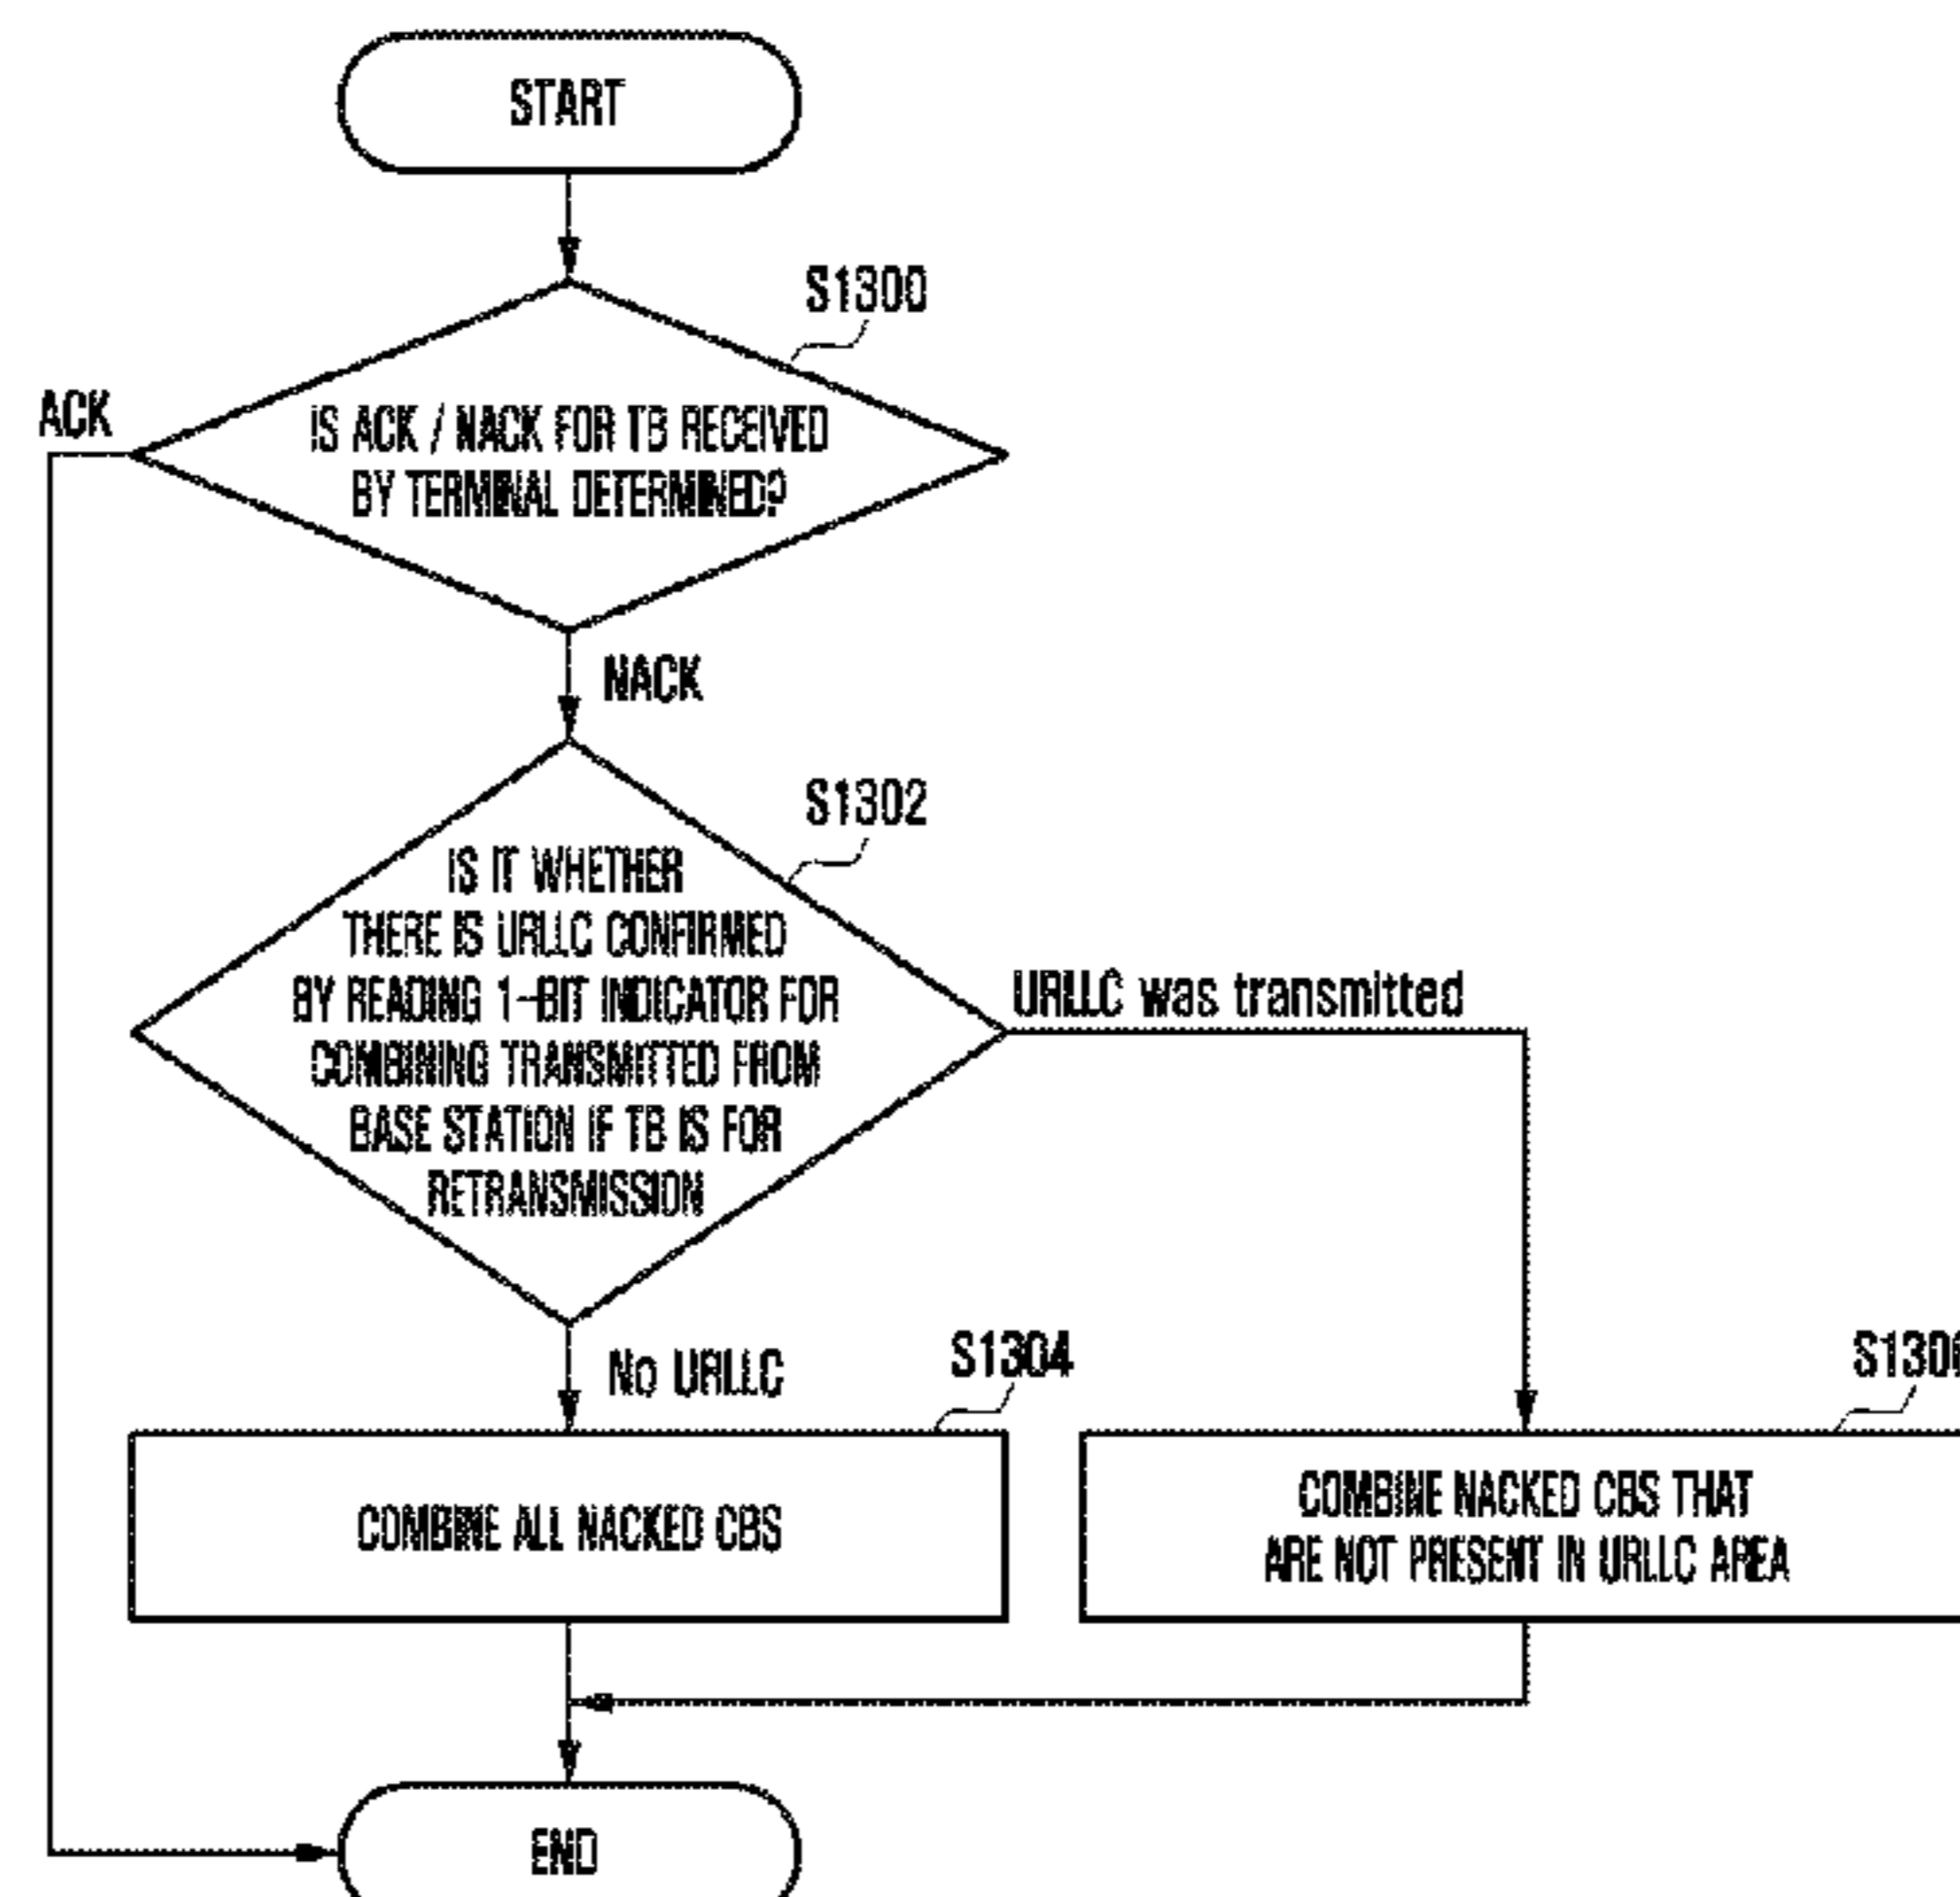 START
S1300
ACK
IS ACK / NACK FOR TB RECEIVED
BY TERMINAL DETERMINED?
NACK
S1302
IS IT WHETHER
THERE IS URLLC CONFIRMED
BY READING 1-BIT INDICATOR FOR
COMBINING TRANSMITTED FROM
BASE STATION IF TB IS FOR
RETRANSMISSION
URLLC was transmitted
No URLLC
S1304
COMBINE ALL NACKED CBS
COMBINE NACKED CBS THAT
ARE NOT PRESENT IN URLLC AREA
END